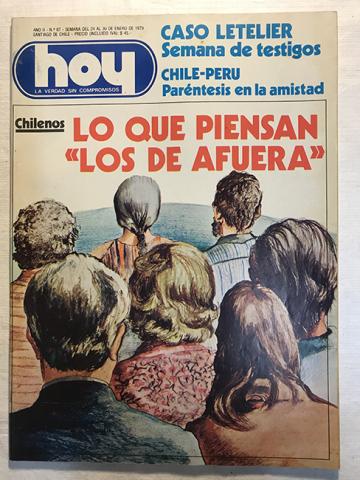 AÑO II - N.° 87 - SEMANA DEL 24 AL 30 DE ENERO DE 1979
SANTIAGO DE CHILE - PRECIO (INCLUIDO IVA) $ 45.-
hoy
LA VERDAD SIN COMPROMISOS
CASO LETELIER
Semana de testigos
CHILE-PERU
Paréntesis en la amistad
Chilenos
LO QUE PIENSAN
«LOS DE AFUERA»